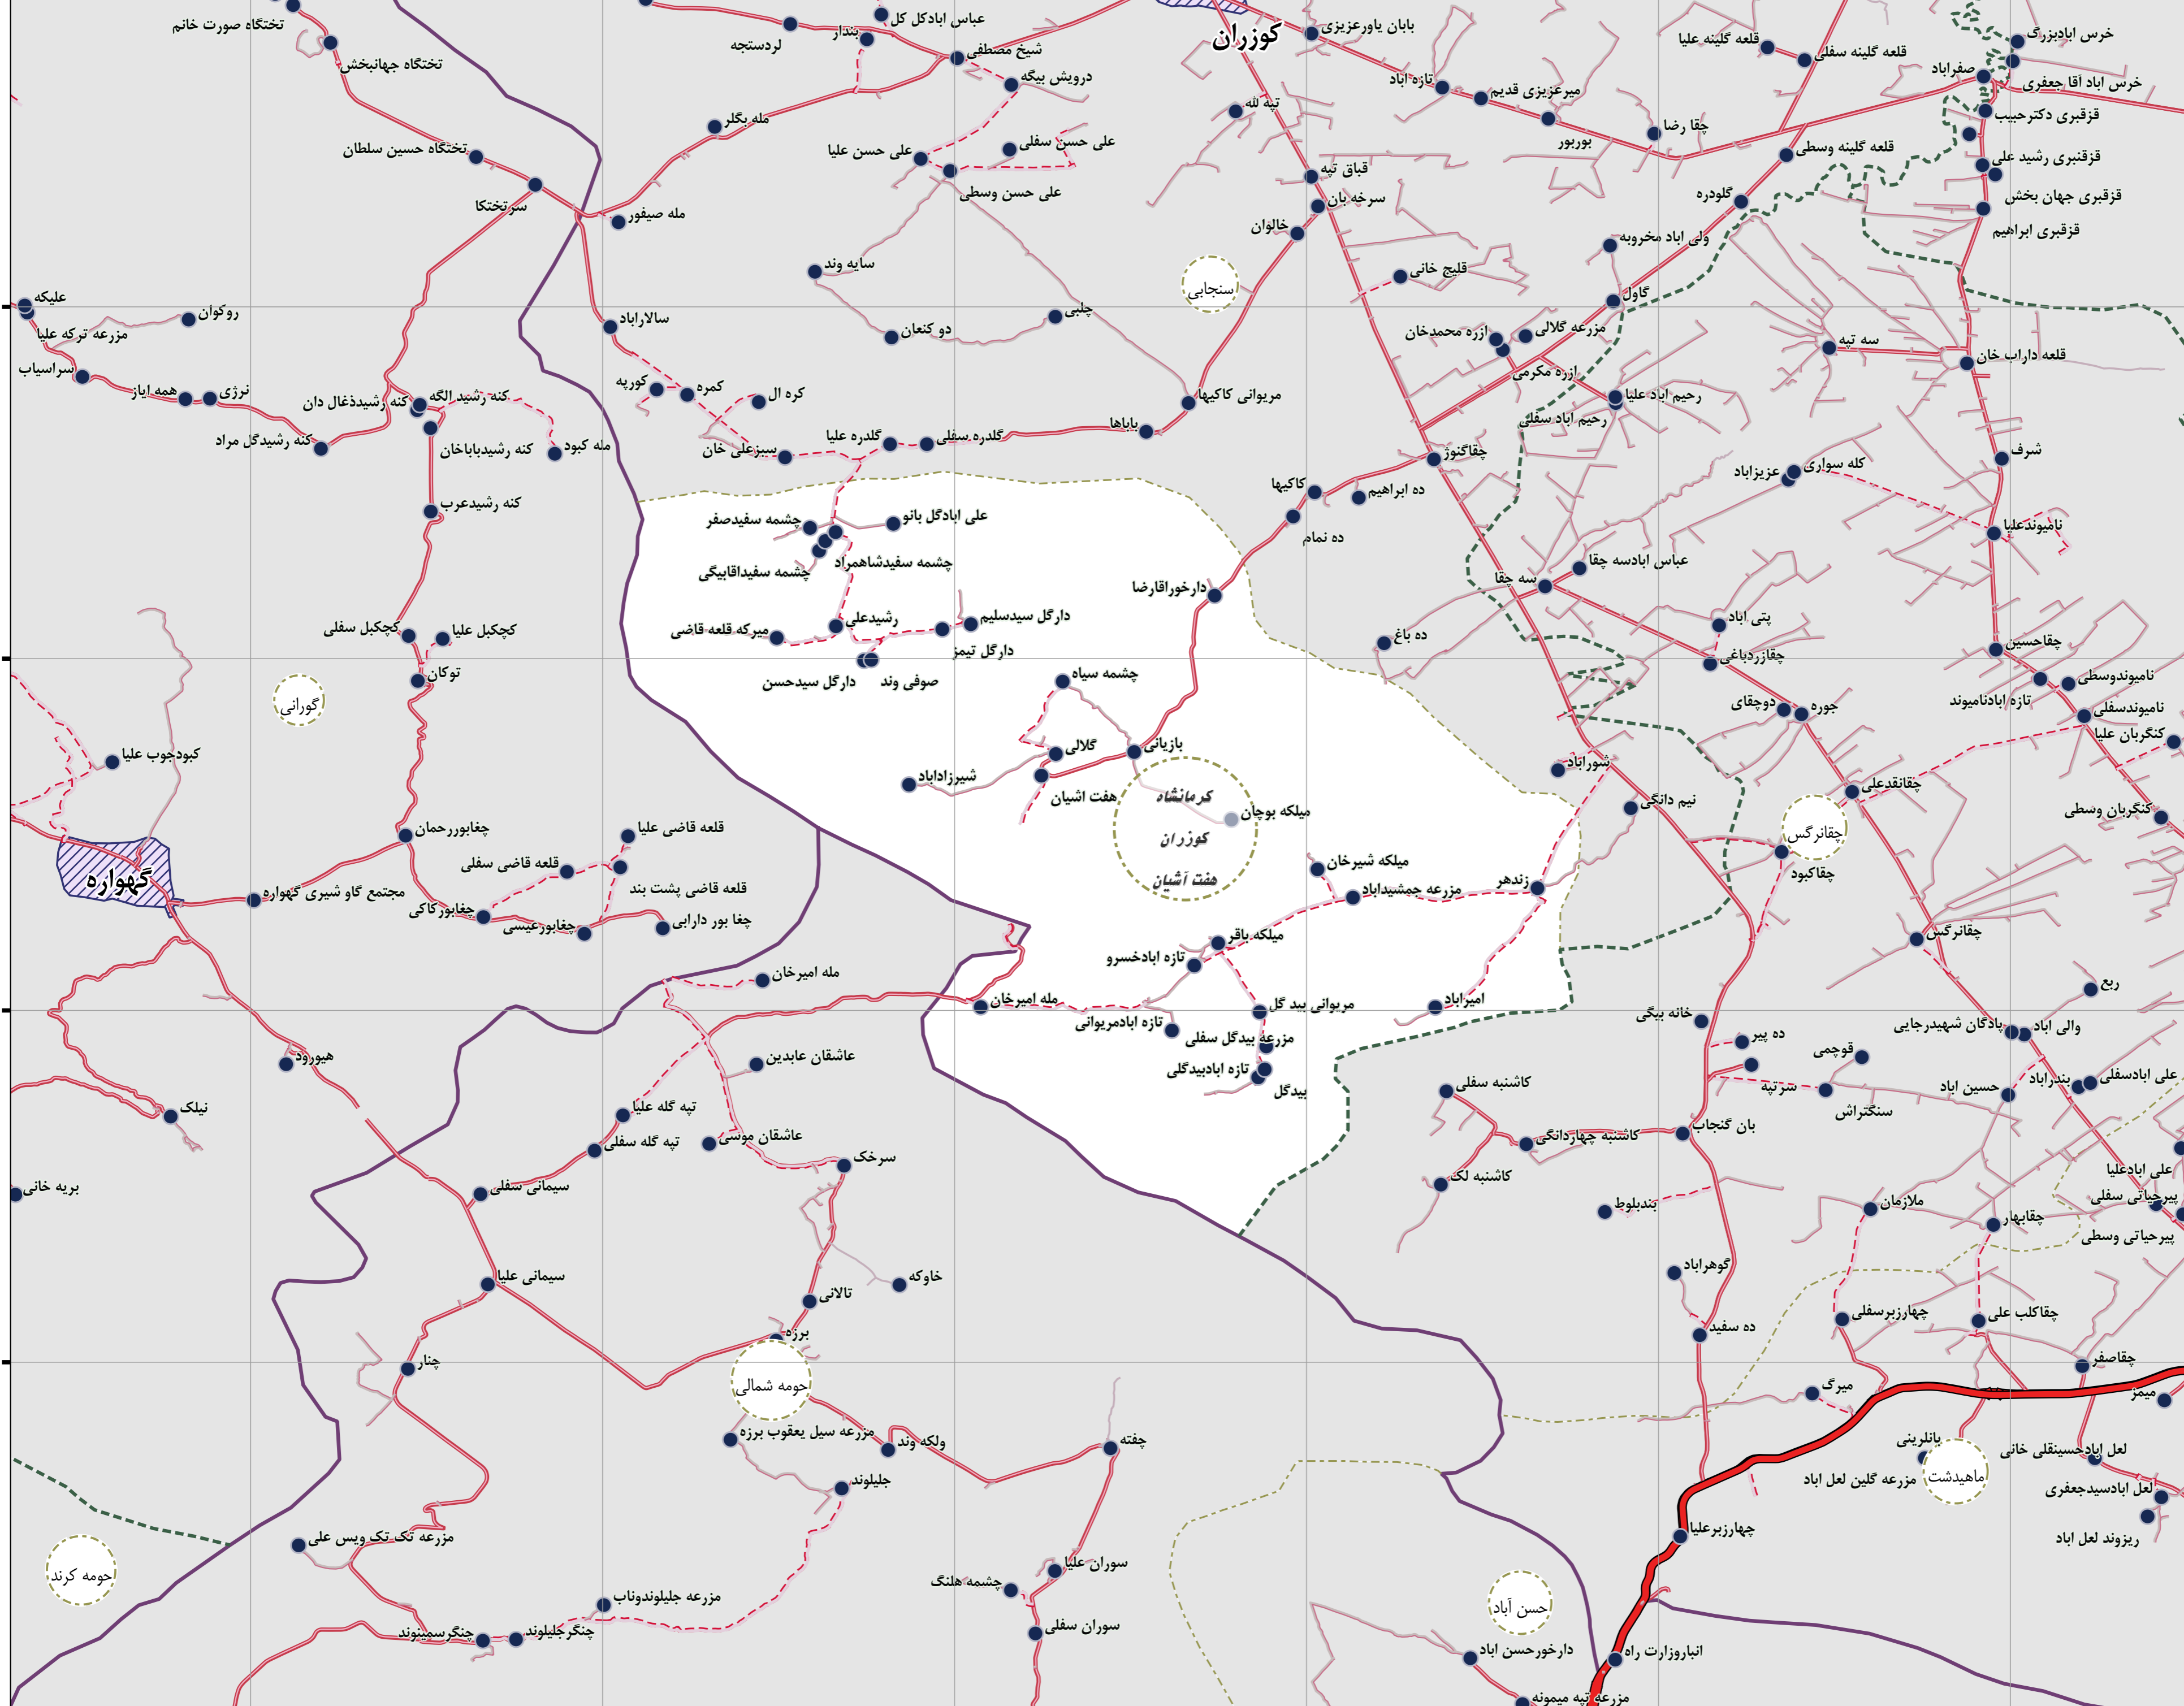 تختگاه صورت خانم
عباس ابادکل کل
کوزران
بابان یاورعزیزی
خرس ابادبزرگ
لردستجه
بندار
شیخ مصطفی
قلعه گلینه علیا
قلعه گلینه سفلی
تختگاه جهانبخش
درویش بیگه
تازه اباد
صفراباد
خرس اباد آقا جعفری
میرعزیزی قدیم
تپه لله
قزقبری دکترحبیب
مله بگلر
چقا رضا
بوربور
علی حسن سفلی
تختگاه حسین سلطان
علی حسن علیا
قلعه گلینه وسطی
قزقنبری رشید علی
قباق تپه
علی حسن وسطی
گلودره
قزقبری جهان بخش
سرتختکا
مله صیفور
سرخه بان
خالوان
قزقبری ابراهیم
ولی اباد مخروبه
سایه وند
قلیچ خانی
سنجابی
علیکه
گاول
روکوان
سالاراباد
چلبی
مزرعه ترکه علیا
دو کنعان
ازره محمدخان
مزرعه گلالی
سه تپه
قلعه داراب خان
سراسیاب
ازره مکرمی
همه ایاز
نرژی
کنه رشیدذغال دان
کنه رشید الگه
کوریه
کمره
کره ال
مریوانی کاکیها
رحیم اباد علیا
رحیم اباد سفلی
باباها
کنه رشیدگل مراد
کنه رشیدباباخان
مله کبود
سبزعلی خان
گلدره علیا
گلدره سفلی
چقاگنوژ
شرف
عزیزاباد
کله سواری
کاکیها
ده ابراهیم
کنه رشیدعرب
چشمه سفیدصفر
علی ابادگل بانو
نامیوندعلیا
ده نمام
چشمه سفیدشاهمراد
چشمه سفیداقابیگی
عباس ابادسه چقا
سه چقا
دارخوراقارضا
کچکبل سفلی
کچکبل علیا
میرکه قلعه قاضی
رشیدعلی
دارگل سیدسلیم
پتی اباد
ده باغ
چقاحسین
دارگل تیمز
چقازردباغی
توکان
دارگل سیدحسن
صوفی وند
چشمه سیاه
نامیوندوسطی
تازه ابادنامیوند
گورانی
دوچقای
جوره
نامیوندسفلی
کنگربان علیا
کبودجوب علیا
گلالی
بازیانی
شوراباد
شیرزاداباد
چقانقدعلی
هفت اشیان
کرمانشاه
میلکه بوچان
نیم دانگی
کنگربان وسطی
چغابوررحمان
قلعه قاضی علیا
کوزران
چقانرگس
قلعه قاضی سفلی
میلکه شیرخان
گهواره
هفت آشیان
چقاکبود
مجتمع گاو شیری گهواره
قلعه قاضی پشت بند
مزرعه جمشیداباد
زندهر
چغابورکاکی
چغابورعیسی
چغا بور دارابی
میلکه باقر
چقانرگس
تازه ابادخسرو
مله امیرخان
ربع
مله امیرخان
مریوانی بید گل
امیراباد
خانه بیگی
تازه ابادمریوانی
پادگان شهیدرجایی
والی اباد
مزرعه بیدگل سفلی
ده پیر
هیورود
عاشقان عابدین
قوچمی
تازه ابادبیدگلی
بندراباد
علی ابادسفلی
کاشنبه سفلی
سرتپه
حسین اباد
بیدگل
نیلک
تپه گله علیا
سنگتراش
تپه گله سفلی
عاشقان موسی
کاشنبه چهاردانگی
بان گنجاب
سرخک
علی ابادعلیا
کاشنبه لک
بریه خانی
سیمانی سفلی
ملازمان
پیرحیاتی سفلی
بندبلوط
چقابهار
پیرحیاتی وسطی
گوهراباد
سیمانی علیا
خاوکه
تالانی
چهارزبرسفلی
چقاکلب علی
برزه
ده سفید
چنار
چقاصفر
حومه شمالی
میرگ
میمز
مزرعه سیل یعقوب برزه
ولکه وند
چفته
بانلرینی
لعل ابادحسینقلی خانی
ماهیدشت
مزرعه گلین لعل اباد
جلیلوند
لعل ابادسیدجعفری
چهارزبرعلیا
مزرعه تک تک ویس علی
ریزوند لعل اباد
حومه کرند
سوران علیا
چشمه هلنگ
مزرعه جلیلوندوناب
حسن آباد
سوران سفلی
چنگرسمینوند
چنگرجلیلوند
دارخورحسن اباد
انباروزارت راه
مزرعه تپه میمونه